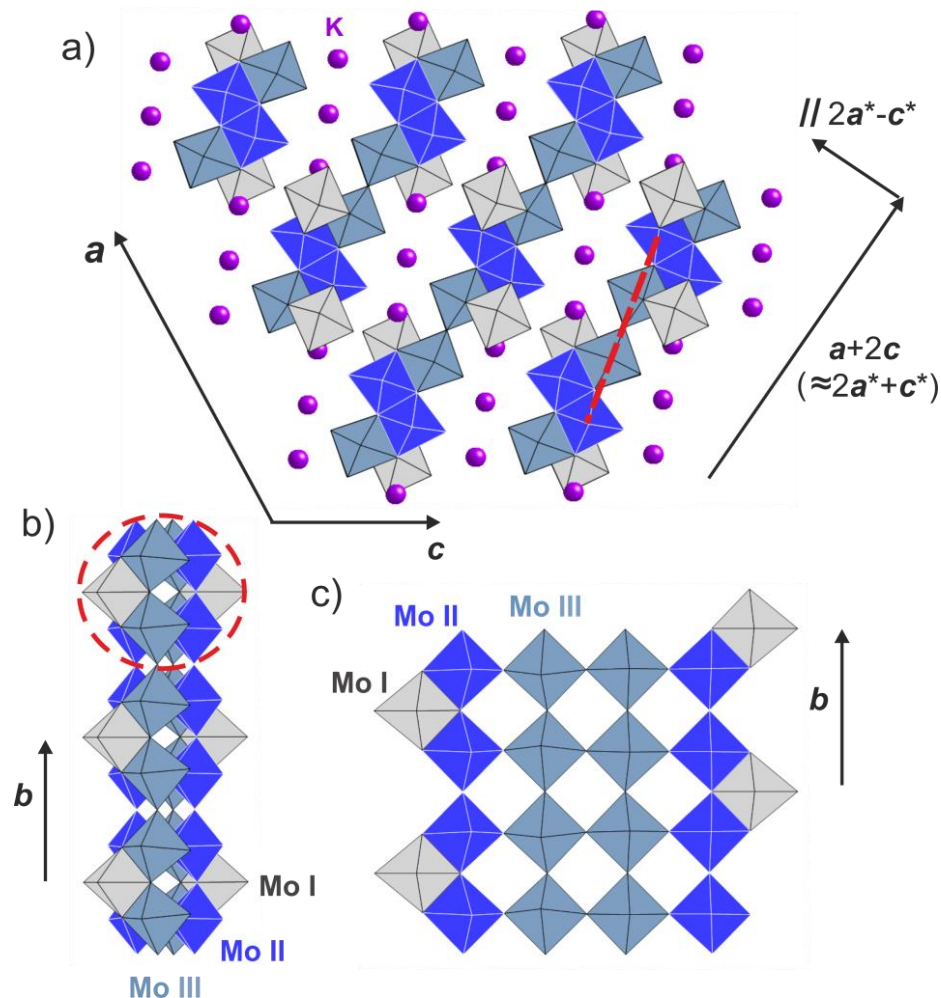 a)
K
// 2a*-c*
a
a+2c
(≈2a*+c*)
c
b)
c)
Mo II
Mo III
Mo I
b
b
Mo I
Mo II
Mo III